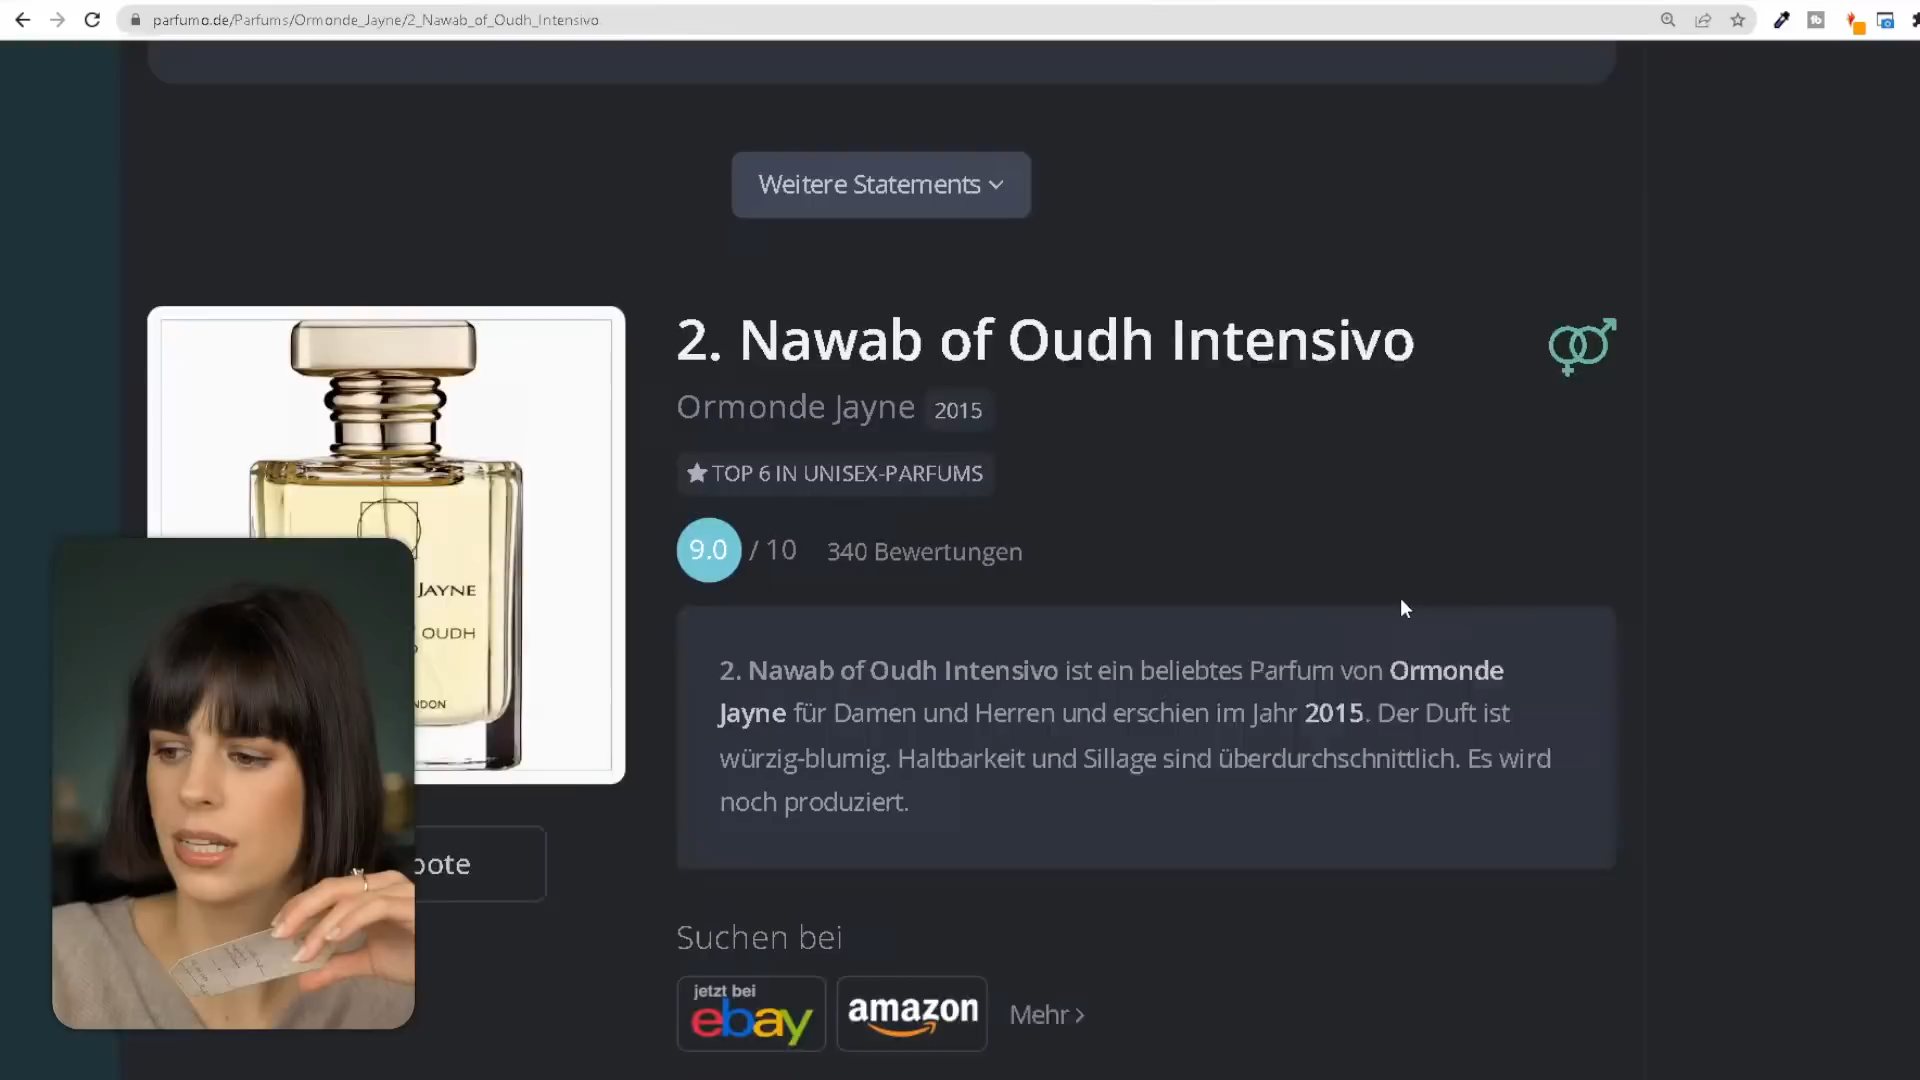 parfumo.de/Parfums/Ormonde_Jayne/2_Nawab_of_Oudh_Intensivo
Weitere Statements
2. Nawab of Oudh Intensivo
Ormonde Jayne 2015
TOP 6 IN UNISEX-PARFUMS
9.0 / 10 340 Bewertungen
JAYNE
OUDH
NDON
2. Nawab of Oudh Intensivo ist ein beliebtes Parfum von Ormonde
Jayne für Damen und Herren und erschien im Jahr 2015. Der Duft ist
würzig-blumig. Haltbarkeit und Sillage sind überdurchschnittlich. Es wird
noch produziert.
bote
Suchen bei
jetzt bei
ebay
amazon
Mehr >